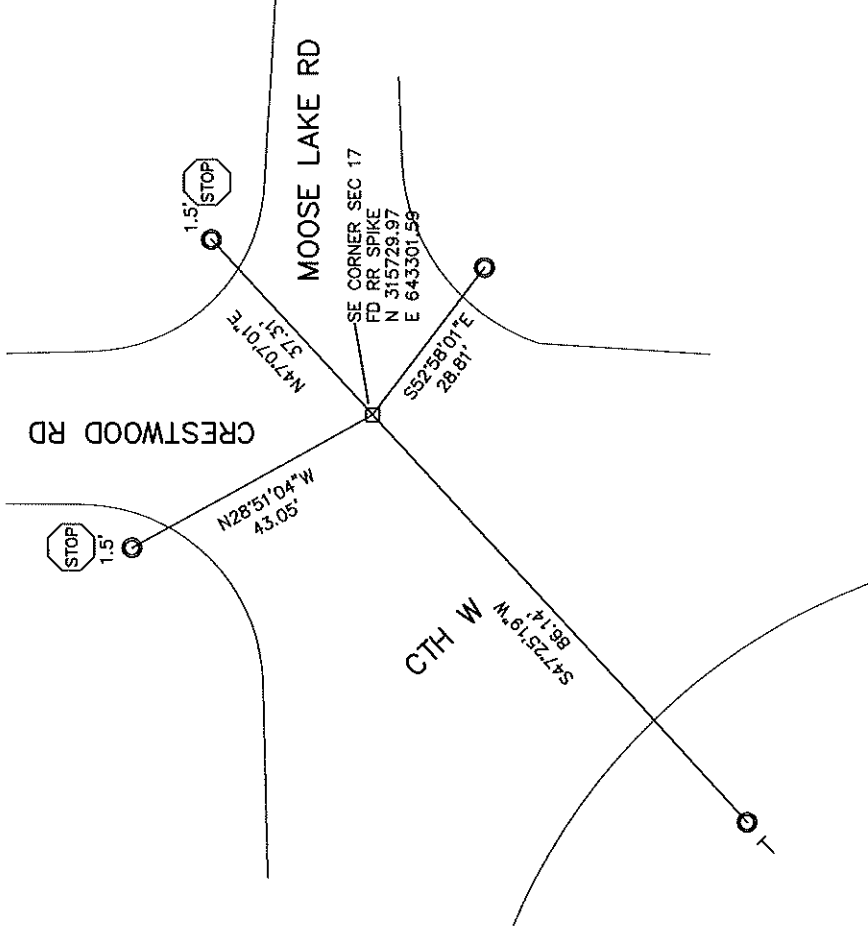 STOP
1.5'
CRESTWOOD RD
1.5'
STOP
MOOSE LAKE RD
N47°07'01"E
37.31'
SE CORNER SEC 17
FD RR SPIKE
N 315729.97
E 643301.59
N28°51'04"W
43.05'
S52°58'01"E
28.81'
CTH W
S47°25'19"W
86.14'
T